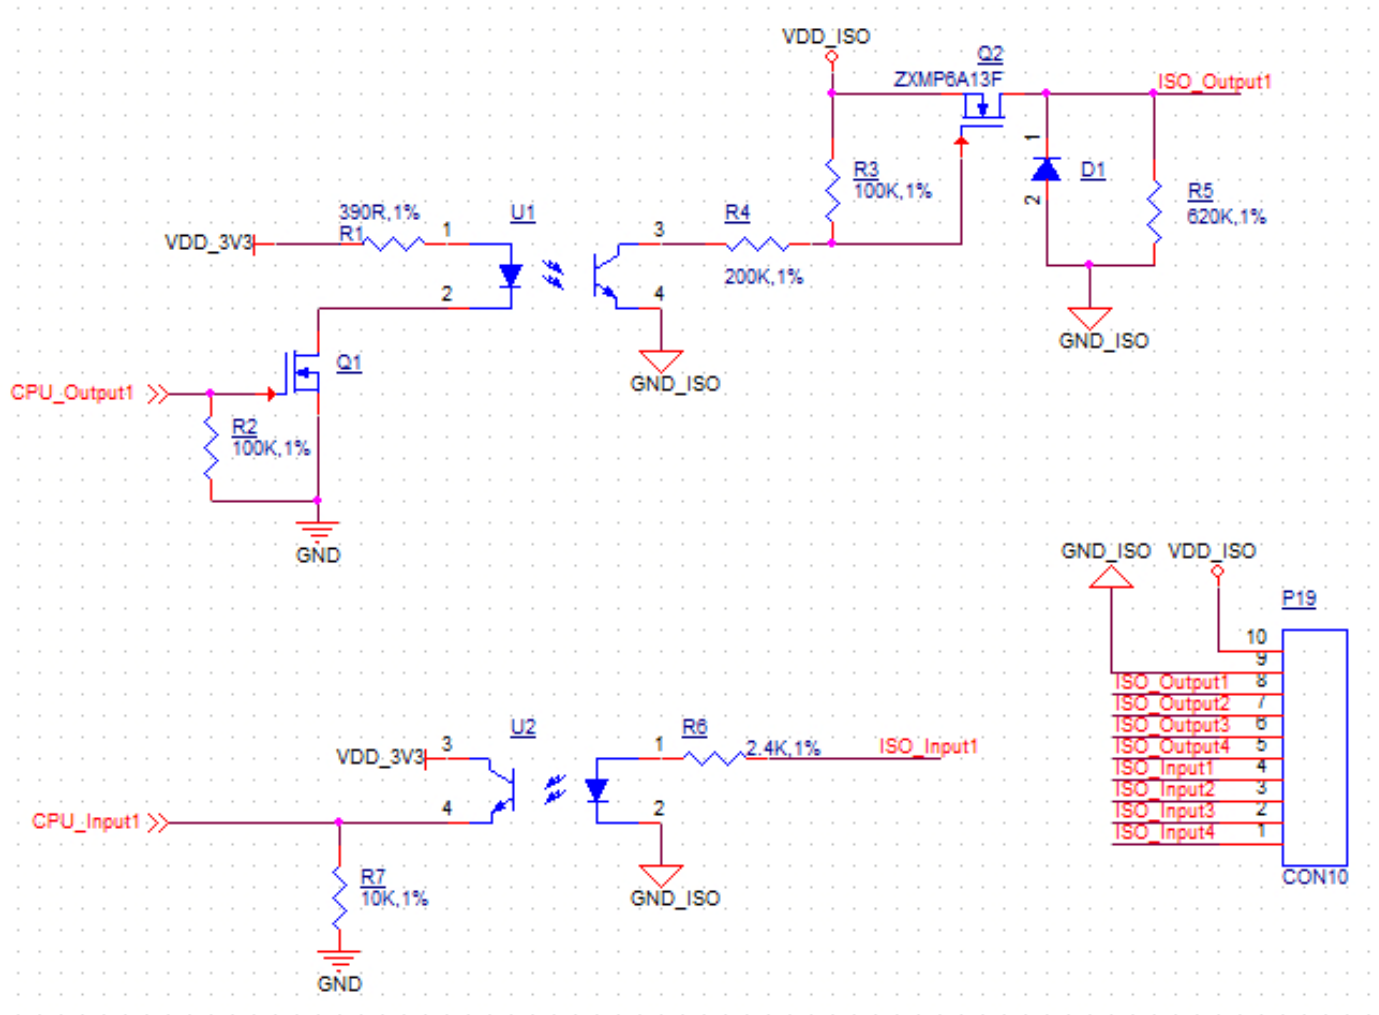 VDD_ISO
Q2
ZXMP6A13F
ISO_Output1
1
R3
100K,1%
D1
2
R5
620K,1%
390R,1%
R1
1
U1
VDD_3V3
3
R4
200K,1%
2
4
GND_ISO
GND_ISO
Q1
CPU_Output1
R2
100K,1%
GND
GND_ISO
VDD_ISO
P19
10
9
ISO_Output1
8
ISO_Output2
7
ISO_Output3
6
ISO_Output4
5
ISO_Input1
4
ISO_Input2
3
ISO_Input3
2
ISO_Input4
1
CON10
VDD_3V3
3
U2
1
R6
2.4K,1%
ISO_Input1
CPU_Input1
4
2
GND_ISO
R7
10K,1%
GND